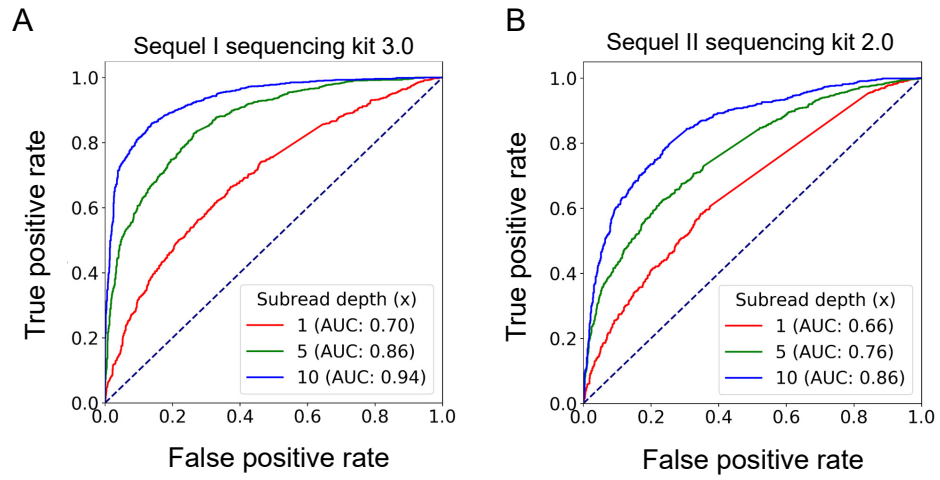 A
Sequel I sequencing kit 3.0
True positive rate
1.0
0.8
0.6
0.4
0.2
0.0
0.0 0.2 0.4 0.6 0.8 1.0
False positive rate
Subread depth (x)
1 (AUC: 0.70)
5 (AUC: 0.86)
10 (AUC: 0.94)
B
Sequel II sequencing kit 2.0
True positive rate
1.0
0.8
0.6
0.4
0.2
0.0
0.0 0.2 0.4 0.6 0.8 1.0
False positive rate
Subread depth (x)
1 (AUC: 0.66)
5 (AUC: 0.76)
10 (AUC: 0.86)